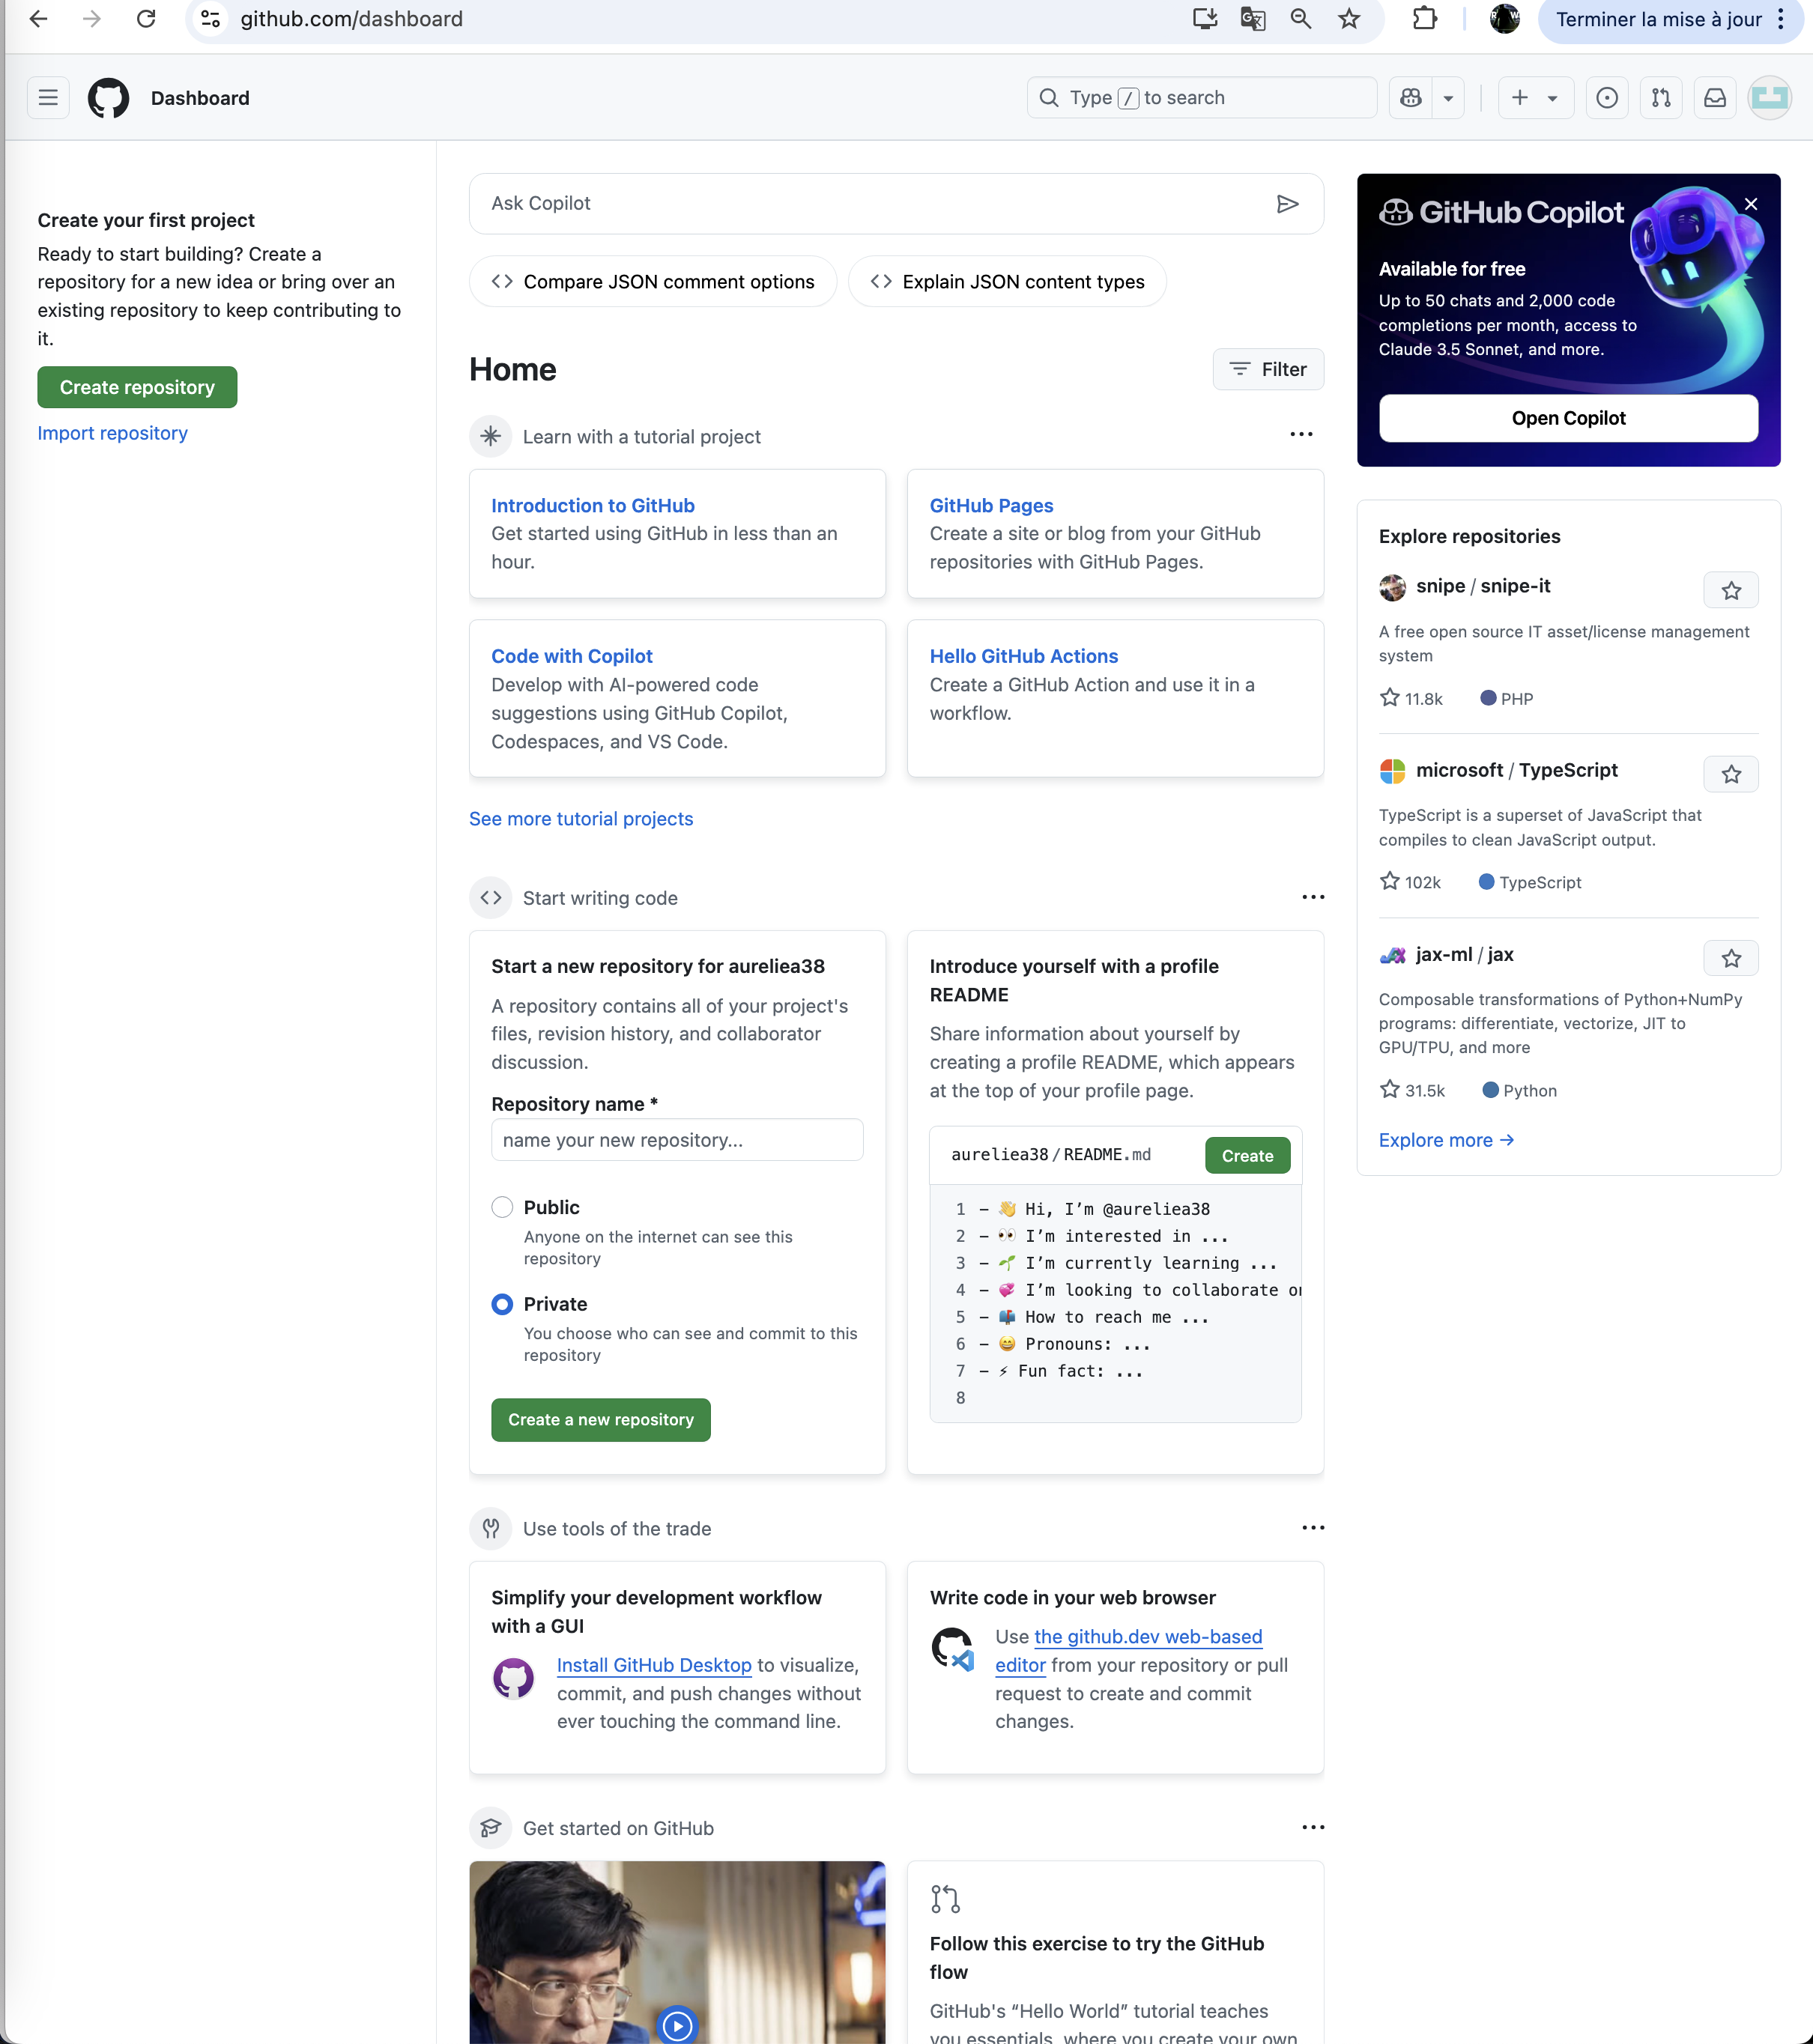 github.com/dashboard
Terminer la mise à jour
Dashboard
Type / to search
Create your first project
Ready to start building? Create a
repository for a new idea or bring over an
existing repository to keep contributing to
it.
Create repository
Import repository
Ask Copilot
Compare JSON comment options
Explain JSON content types
Home
Filter
Learn with a tutorial project
Introduction to GitHub
Get started using GitHub in less than an
hour.
GitHub Pages
Create a site or blog from your GitHub
repositories with GitHub Pages.
Code with Copilot
Develop with AI-powered code
suggestions using GitHub Copilot,
Codespaces, and VS Code.
Hello GitHub Actions
Create a GitHub Action and use it in a
workflow.
See more tutorial projects
Start writing code
Start a new repository for aureliea38
A repository contains all of your project's
files, revision history, and collaborator
discussion.
Repository name *
name your new repository...
Public
Anyone on the internet can see this
repository
Private
You choose who can see and commit to this
repository
Create a new repository
Introduce yourself with a profile
README
Share information about yourself by
creating a profile README, which appears
at the top of your profile page.
aureliea38 / README.md
Create
1 - 👋 Hi, I’m @aureliea38
2 - 👀 I’m interested in ...
3 - 🌱 I’m currently learning ...
4 - 💞️ I’m looking to collaborate on
5 - 📫 How to reach me ...
6 - 😄 Pronouns: ...
7 - ⚡ Fun fact: ...
8
Use tools of the trade
Simplify your development workflow
with a GUI
Install GitHub Desktop to visualize,
commit, and push changes without
ever touching the command line.
Write code in your web browser
Use the github.dev web-based
editor from your repository or pull
request to create and commit
changes.
Get started on GitHub
Follow this exercise to try the GitHub
flow
GitHub's “Hello World” tutorial teaches
you essentials, where you create your own
GitHub Copilot
Available for free
Up to 50 chats and 2,000 code
completions per month, access to
Claude 3.5 Sonnet, and more.
Open Copilot
Explore repositories
snipe / snipe-it
A free open source IT asset/license management
system
11.8k
PHP
microsoft / TypeScript
TypeScript is a superset of JavaScript that
compiles to clean JavaScript output.
102k
TypeScript
jax-ml / jax
Composable transformations of Python+NumPy
programs: differentiate, vectorize, JIT to
GPU/TPU, and more
31.5k
Python
Explore more →